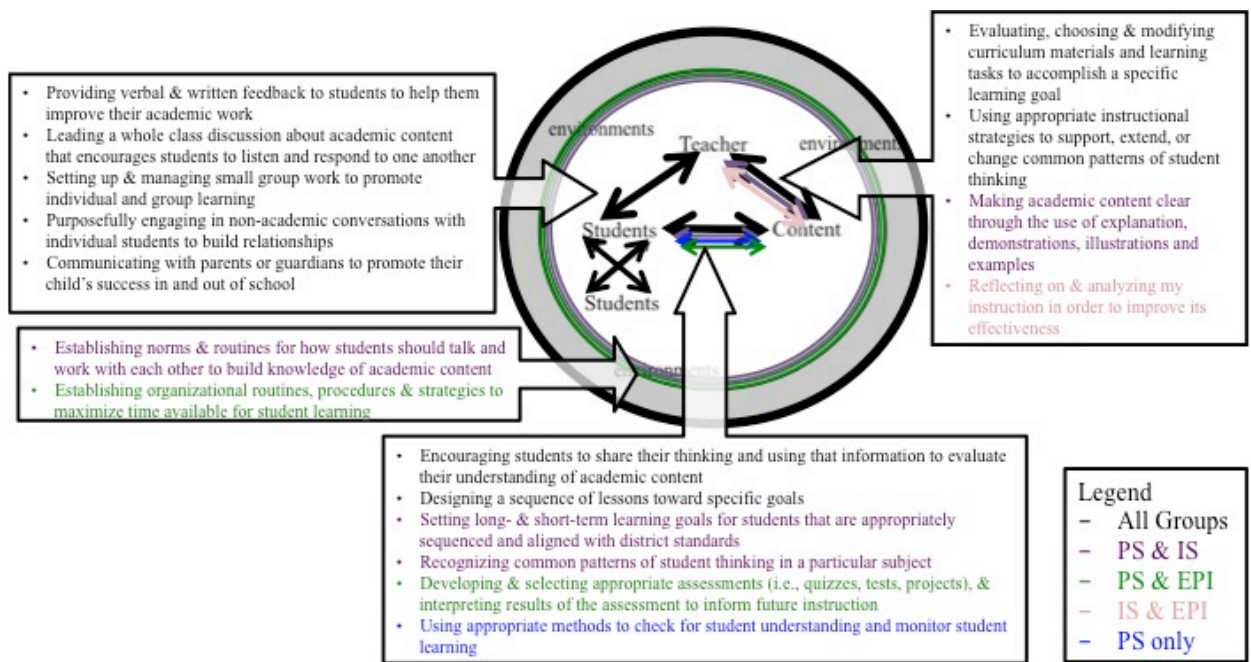 • Providing verbal & written feedback to students to help them
improve their academic work
• Leading a whole class discussion about academic content
that encourages students to listen and respond to one another
• Setting up & managing small group work to promote
individual and group learning
• Purposefully engaging in non-academic conversations with
individual students to build relationships
• Communicating with parents or guardians to promote their
child's success in and out of school
• Establishing norms & routines for how students should talk and
work with each other to build knowledge of academic content
• Establishing organizational routines, procedures & strategies to
maximize time available for student learning
environments
Teacher
environments
Students
Content
Students
environments
• Evaluating, choosing & modifying
curriculum materials and learning
tasks to accomplish a specific
learning goal
• Using appropriate instructional
strategies to support, extend, or
change common patterns of student
thinking
• Making academic content clear
through the use of explanation,
demonstrations, illustrations and
examples
• Reflecting on & analyzing my
instruction in order to improve its
effectiveness
• Encouraging students to share their thinking and using that information to evaluate
their understanding of academic content
• Designing a sequence of lessons toward specific goals
• Setting long- & short-term learning goals for students that are appropriately
sequenced and aligned with district standards
• Recognizing common patterns of student thinking in a particular subject
• Developing & selecting appropriate assessments (i.e., quizzes, tests, projects), &
interpreting results of the assessment to inform future instruction
• Using appropriate methods to check for student understanding and monitor student
learning
Legend
– All Groups
– PS & IS
– PS & EPI
– IS & EPI
– PS only